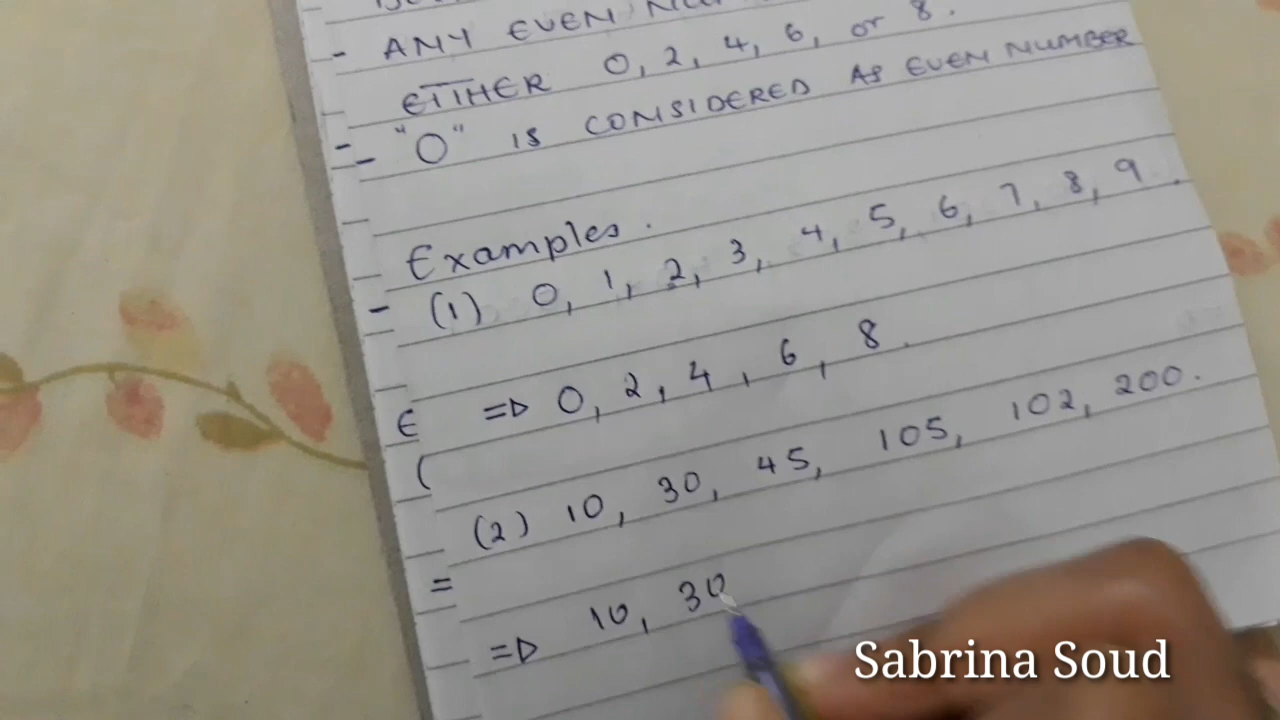 - ANY EVEN
EITHER 0, 2, 4, 6, or 8.
- "0" IS CONSIDERED AS EVEN NUMBER
Examples.
(1) 0, 1, 2, 3, 4, 5, 6, 7, 8, 9.
=> 0, 2, 4, 6, 8.
(2) 10, 30, 45, 105, 102, 200.
=> 10, 30
Sabrina Soud